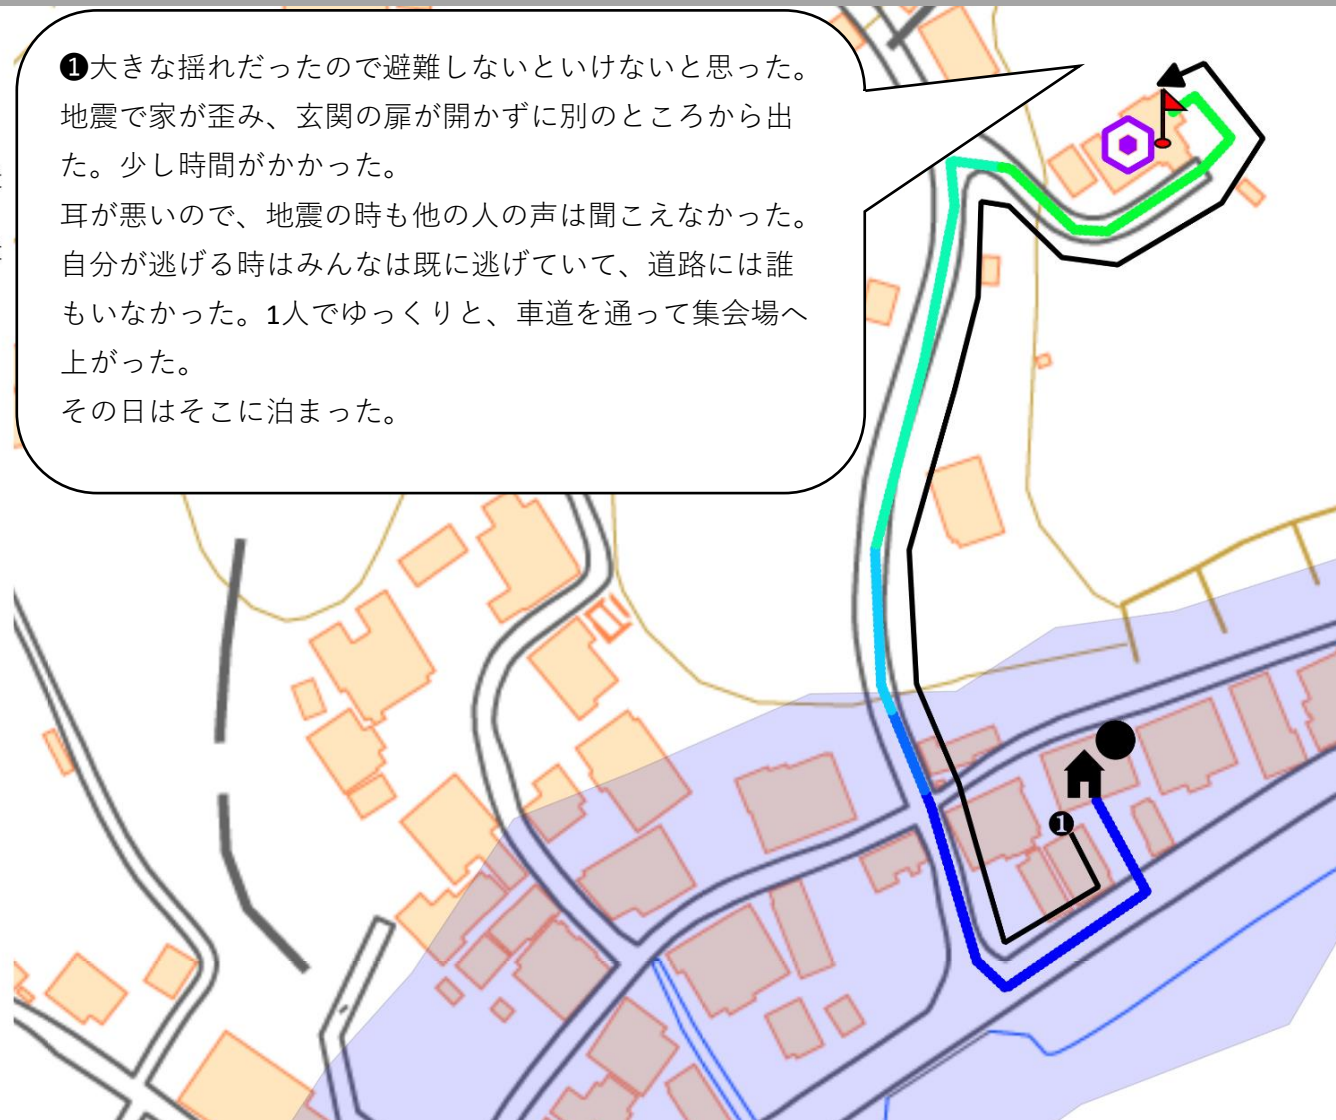 ❶大きな揺れだったので避難しないといけないと思った。
地震で家が歪み、玄関の扉が開かずに別のところから出
た。少し時間がかかった。
耳が悪いので、地震の時も他の人の声は聞こえなかった。
自分が逃げる時はみんなは既に逃げていて、道路には誰
もいなかった。1人でゆっくりと、車道を通って集会場へ
上がった。
その日はそこに泊まった。
❶